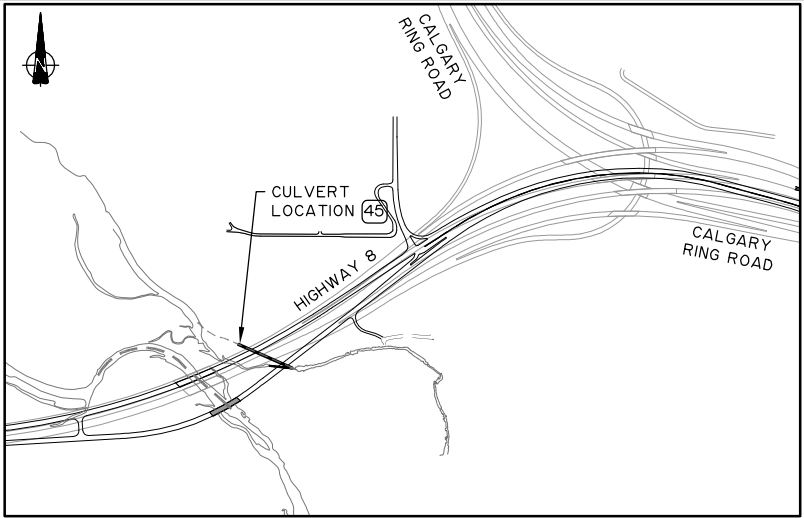 N
CALGARY
RING ROAD
CULVERT
LOCATION 45
HIGHWAY 8
CALGARY
RING ROAD